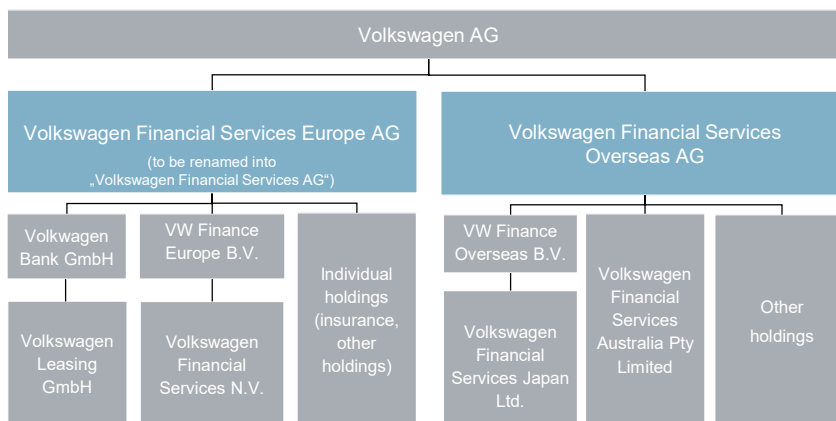 Volkswagen AG
Volkswagen Financial Services Europe AG
(to be renamed into
„Volkswagen Financial Services AG“)
Volkswagen Financial Services
Overseas AG
Volkwagen
Bank GmbH
VW Finance
Europe B.V.
Individual
holdings
(insurance,
other
holdings)
Volkswagen
Leasing
GmbH
Volkswagen
Financial
Services N.V.
VW Finance
Overseas B.V.
Volkswagen
Financial
Services
Australia Pty
Limited
Other
holdings
Volkswagen
Financial
Services Japan
Ltd.